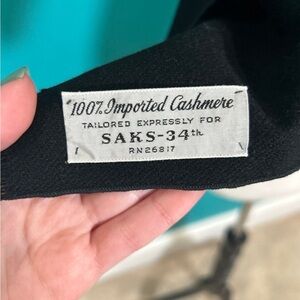 100% Imported Cashmere
TAILORED EXPRESSLY FOR
SAKS-34th.
RN26817